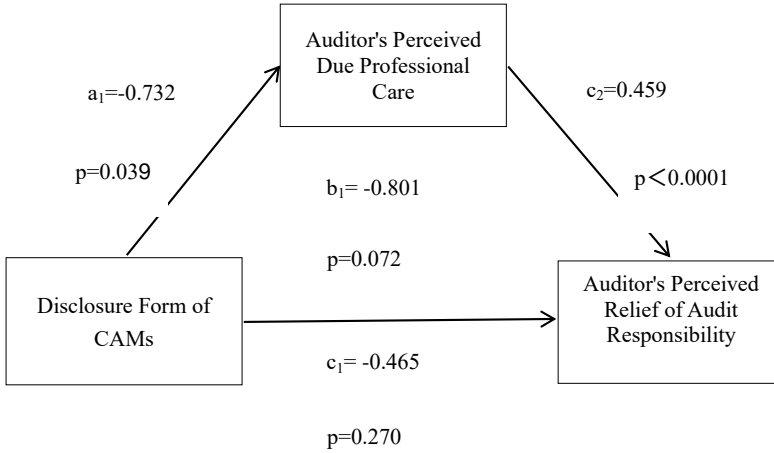 Auditor's Perceived
Due Professional
Care
a₁=-0.732
c₂=0.459
p=0.039
b₁= -0.801
p＜0.0001
p=0.072
Disclosure Form of
CAMs
Auditor's Perceived
Relief of Audit
Responsibility
c₁= -0.465
p=0.270